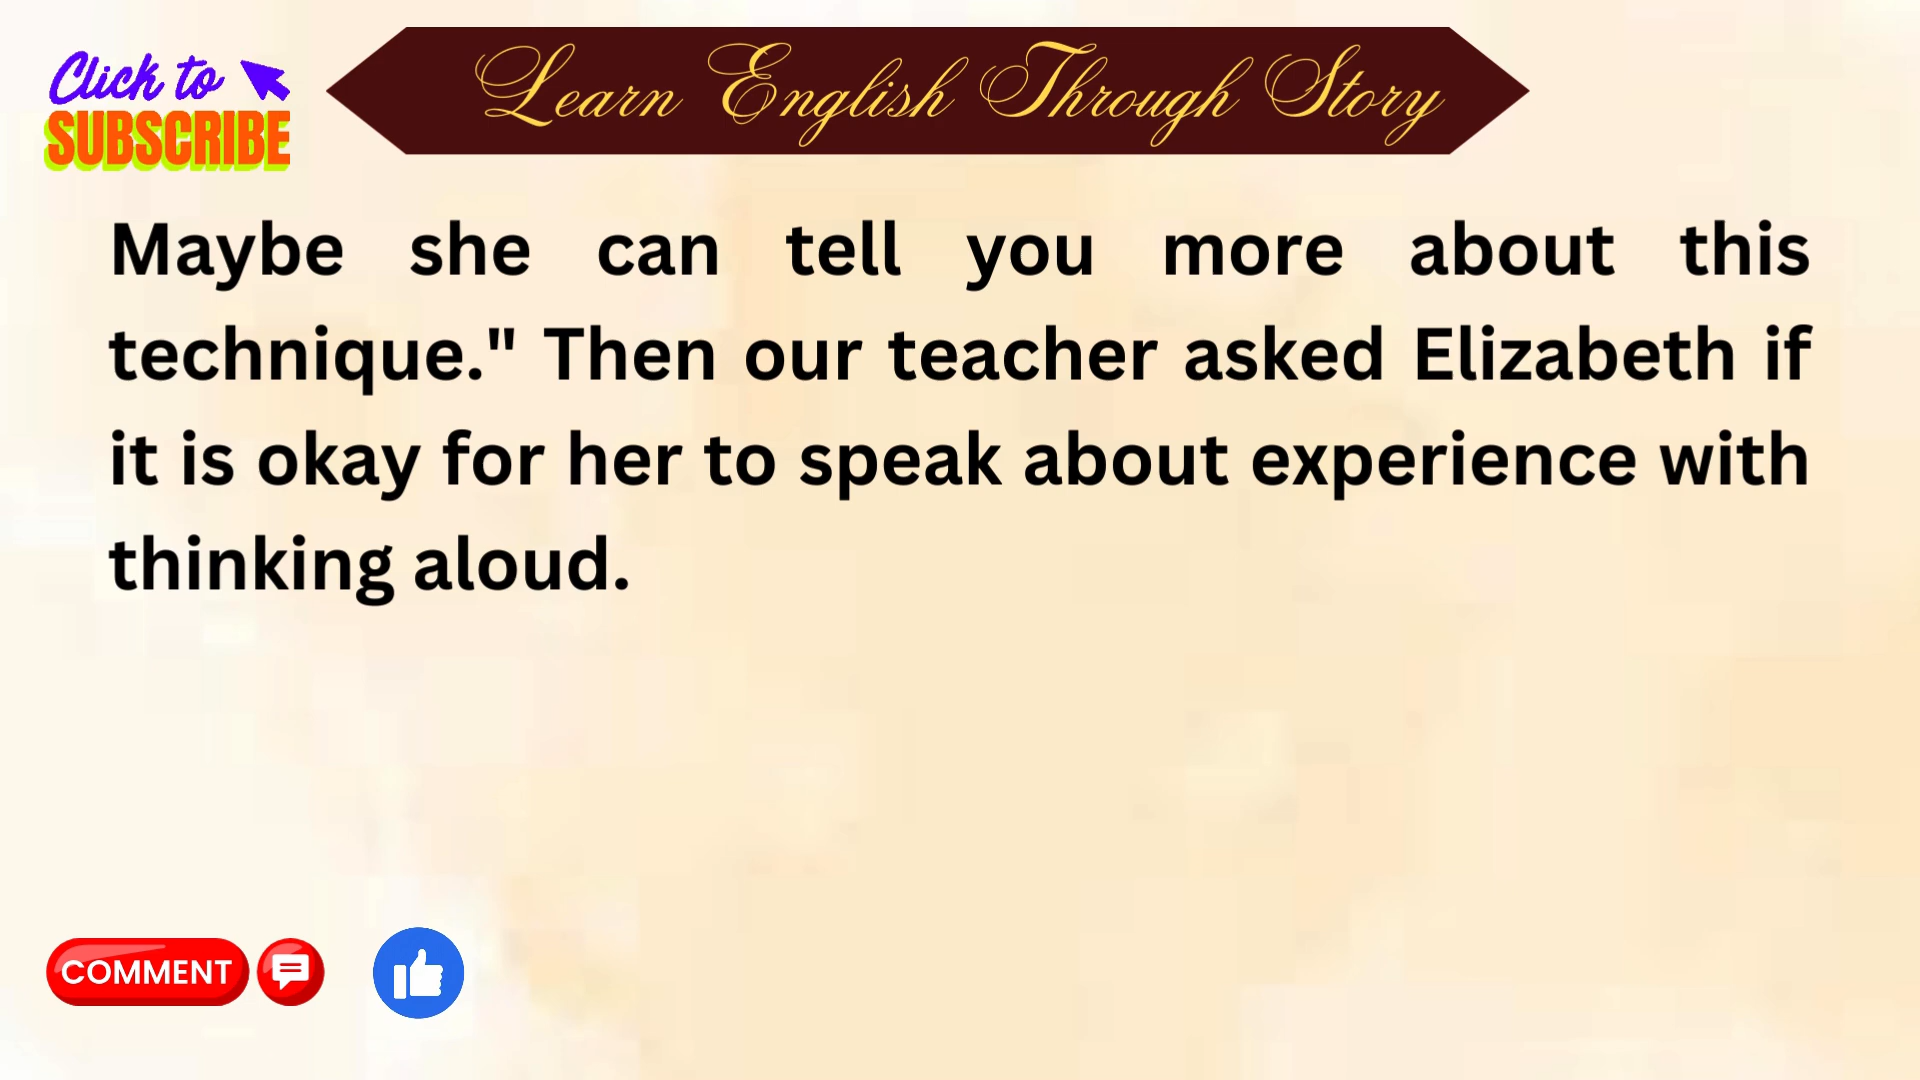 Click to
SUBSCRIBE
Learn English Through Story
Maybe she can tell you more about this
technique." Then our teacher asked Elizabeth if
it is okay for her to speak about experience with
thinking aloud.
COMMENT